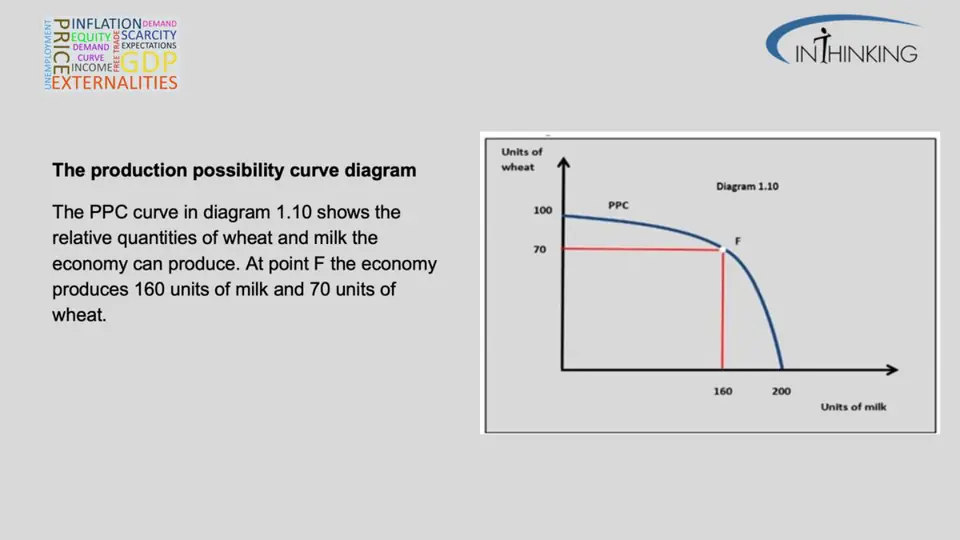 UNEMPLOYMENT
PRICE
INFLATION
DEMAND
EQUITY
FREE TRADE
SCARCITY
DEMAND
EXPECTATIONS
CURVE
GDP
INCOME
EXTERNALITIES
INTHINKING
The production possibility curve diagram
The PPC curve in diagram 1.10 shows the
relative quantities of wheat and milk the
economy can produce. At point F the economy
produces 160 units of milk and 70 units of
wheat.
Units of
wheat
Diagram 1.10
100
PPC
F
70
160
200
Units of milk